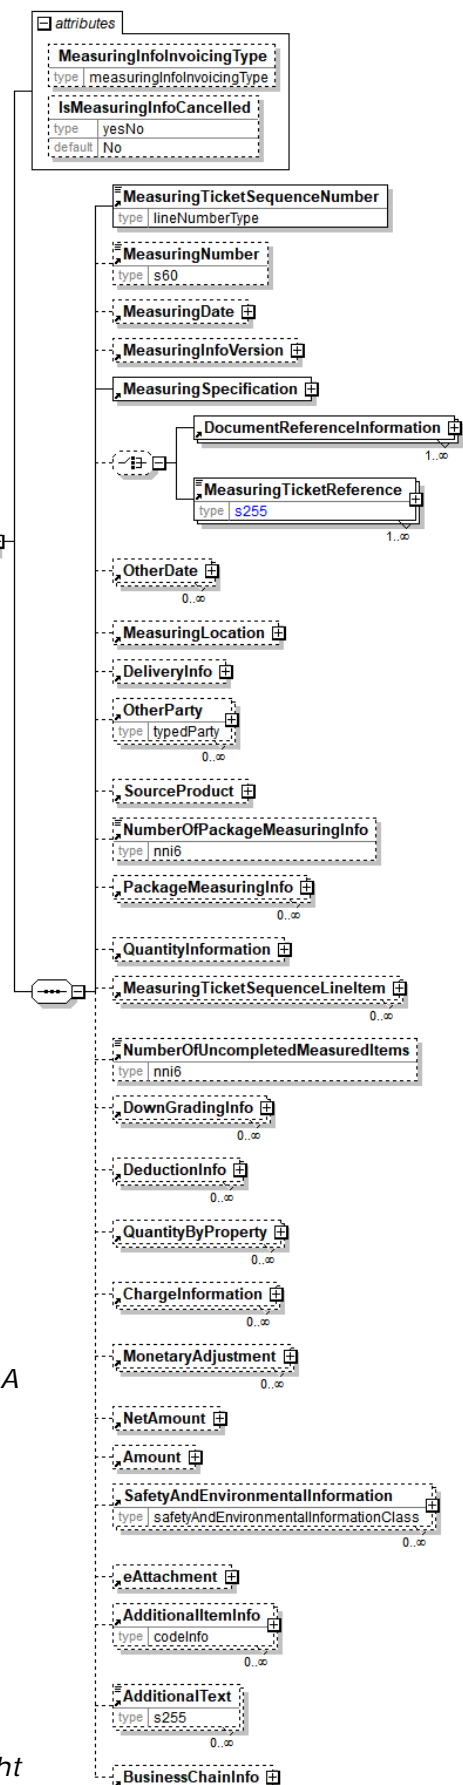 attributes
MeasuringInfoInvoicingType
type measuringInfoInvoicingType
IsMeasuringInfoCancelled
type yesNo
default No
MeasuringTicketSequenceNumber
type lineNumberType
MeasuringNumber
type s60
MeasuringDate
MeasuringInfoVersion
MeasuringSpecification
DocumentReferenceInformation
1..∞
MeasuringTicketReference
type s255
1..∞
OtherDate
0..∞
MeasuringLocation
DeliveryInfo
OtherParty
type typedParty
0..∞
SourceProduct
NumberOfPackageMeasuringInfo
type nni6
PackageMeasuringInfo
0..∞
QuantityInformation
MeasuringTicketSequenceLineItem
0..∞
NumberOfUncompletedMeasuredItems
type nni6
DownGradingInfo
0..∞
DeductionInfo
0..∞
QuantityByProperty
0..∞
ChargeInformation
0..∞
MonetaryAdjustment
0..∞
A
NetAmount
Amount
SafetyAndEnvironmentalInformation
type safetyAndEnvironmentalInformationClass
0..∞
eAttachment
AdditionalItemInfo
type codeInfo
0..∞
AdditionalText
type s255
0..∞
ht
BusinessChainInfo